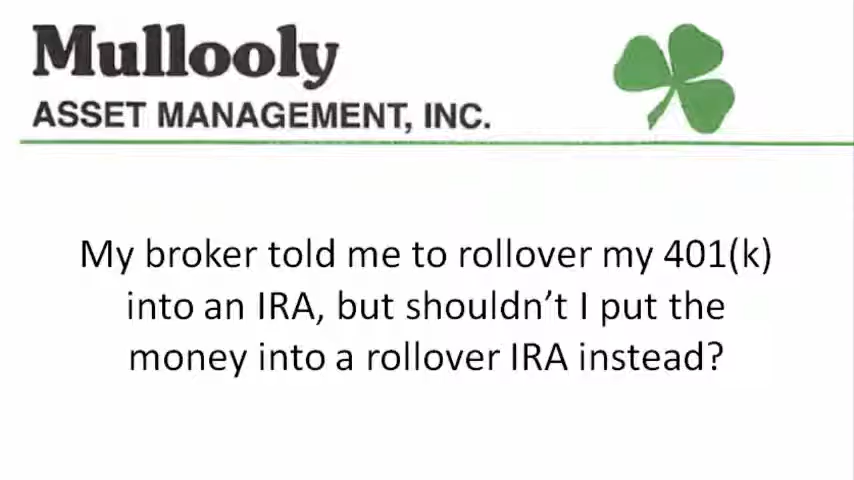 Mullooly
ASSET MANAGEMENT, INC.
My broker told me to rollover my 401(k)
into an IRA, but shouldn’t I put the
money into a rollover IRA instead?